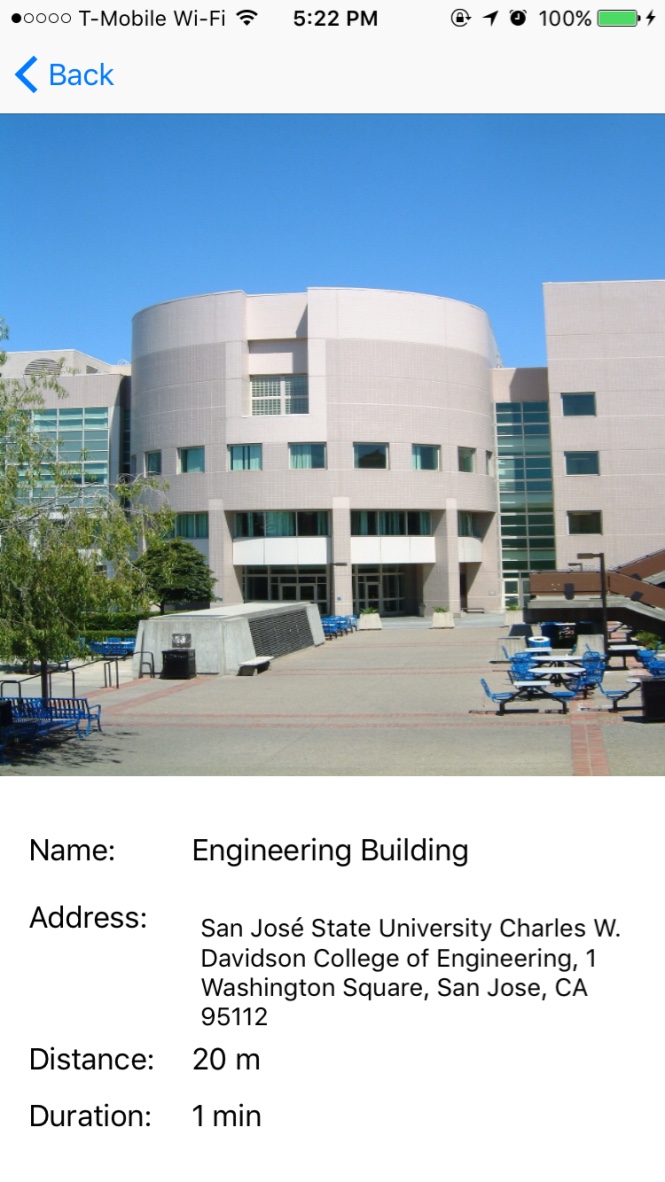 T-Mobile Wi-Fi 5:22 PM 100%
Back
Name: Engineering Building
Address: San José State University Charles W.
Davidson College of Engineering, 1
Washington Square, San Jose, CA
95112
Distance: 20 m
Duration: 1 min